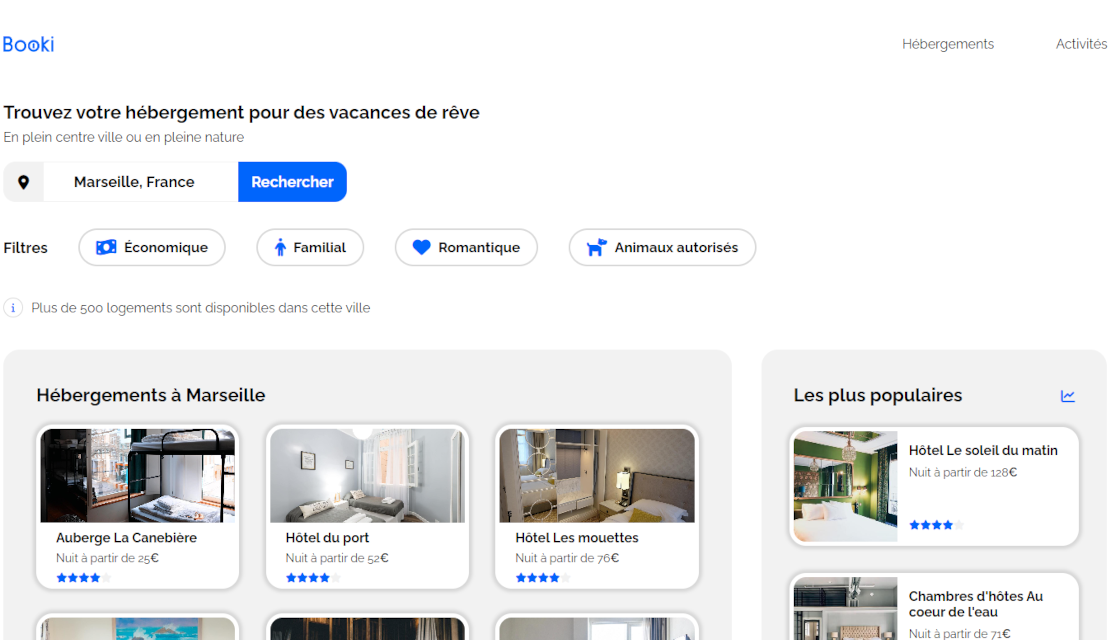 Booki
Hébergements
Activités
Trouvez votre hébergement pour des vacances de rêve
En plein centre ville ou en pleine nature
Marseille, France
Rechercher
Filtres
Économique
Familial
Romantique
Animaux autorisés
i
Plus de 500 logements sont disponibles dans cette ville
Hébergements à Marseille
Auberge La Canebière
Nuit à partir de 25€
Hôtel du port
Nuit à partir de 52€
Hôtel Les mouettes
Nuit à partir de 76€
Les plus populaires
Hôtel Le soleil du matin
Nuit à partir de 128€
Chambres d'hôtes Au
coeur de l'eau
Nuit à partir de 71€